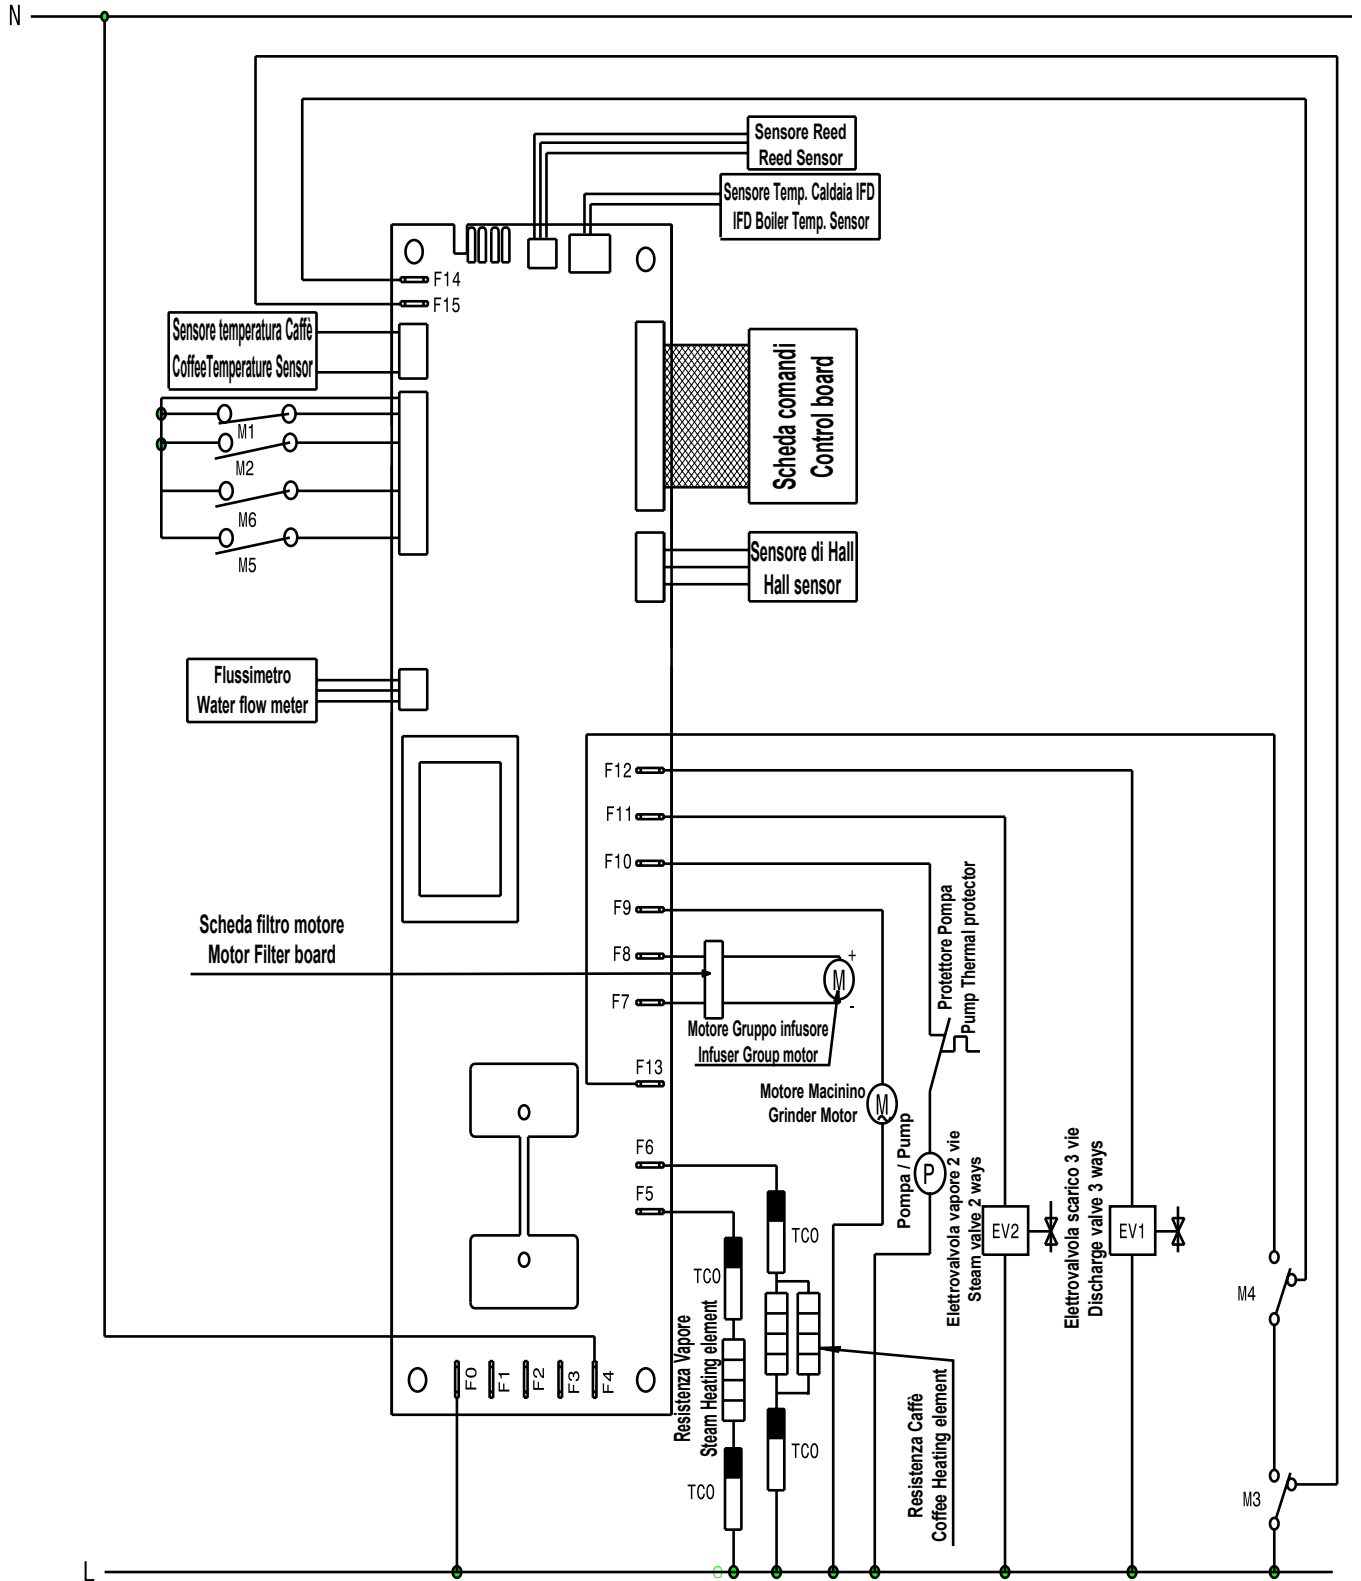 N
Sensore Reed
Reed Sensor
Sensore Temp. Caldaia IFD
IFD Boiler Temp. Sensor
F14
F15
Sensore temperatura Caffè
CoffeeTemperature Sensor
M1
M2
M6
M5
Scheda comandi
Control board
Sensore di Hall
Hall sensor
Flussimetro
Water flow meter
F12
F11
F10
F9
F8
F7
F13
F6
F5
Scheda filtro motore
Motor Filter board
M
+
-
Motore Gruppo infusore
Infuser Group motor
Protettore Pompa
Pump Thermal protector
Motore Macinino
Grinder Motor
M
Pompa / Pump
P
Elettrovalvola vapore 2 vie
Steam valve 2 ways
EV2
Elettrovalvola scarico 3 vie
Discharge valve 3 ways
EV1
TCO
TCO
Resistenza Vapore
Steam Heating element
M4
F0
F1
F2
F3
F4
TCO
TCO
Resistenza Caffè
Coffee Heating element
M3
L